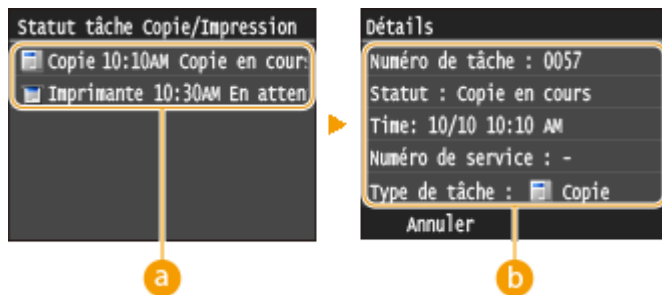 Statut tâche Copie/Impression
Copie 10:10AM Copie en cour
Imprimante 10:30AM En atten
a
Détails
Numéro de tâche : 0057
Statut : Copie en cours
Time: 10/10 10:10 AM
Numéro de service : -
Type de tâche : Copie
Annuler
b